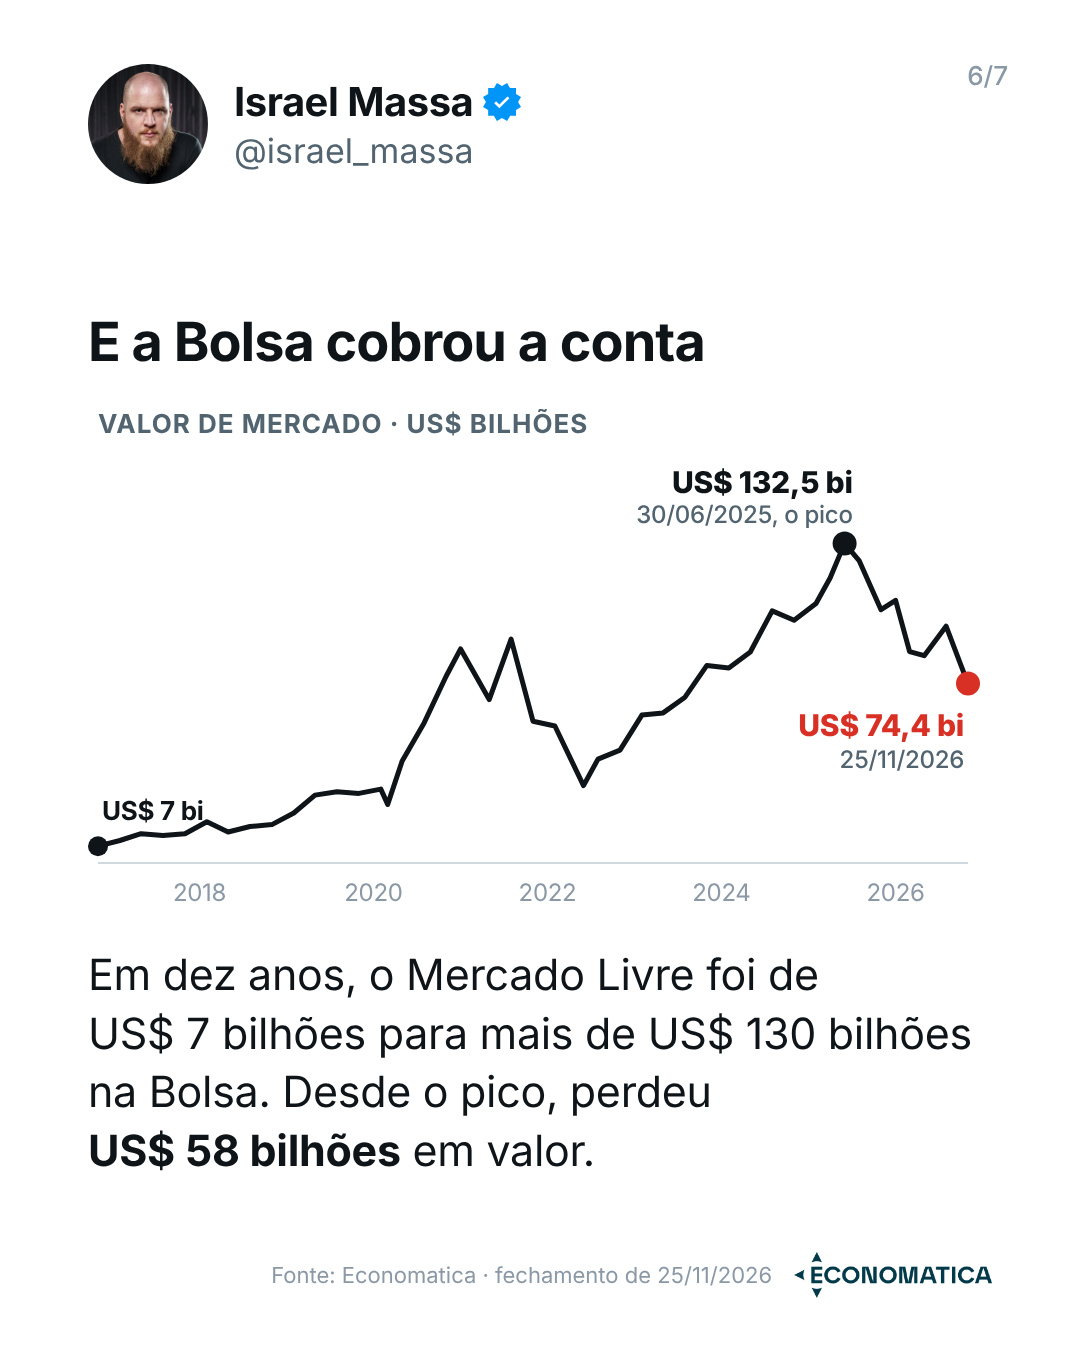 Israel Massa
@israel_massa
6/7
E a Bolsa cobrou a conta
VALOR DE MERCADO · US$ BILHÕES
US$ 132,5 bi
30/06/2025, o pico
US$ 74,4 bi
25/11/2026
US$ 7 bi
2018 2020 2022 2024 2026
Em dez anos, o Mercado Livre foi de
US$ 7 bilhões para mais de US$ 130 bilhões
na Bolsa. Desde o pico, perdeu
US$ 58 bilhões em valor.
Fonte: Economatica · fechamento de 25/11/2026
ECONOMATICA